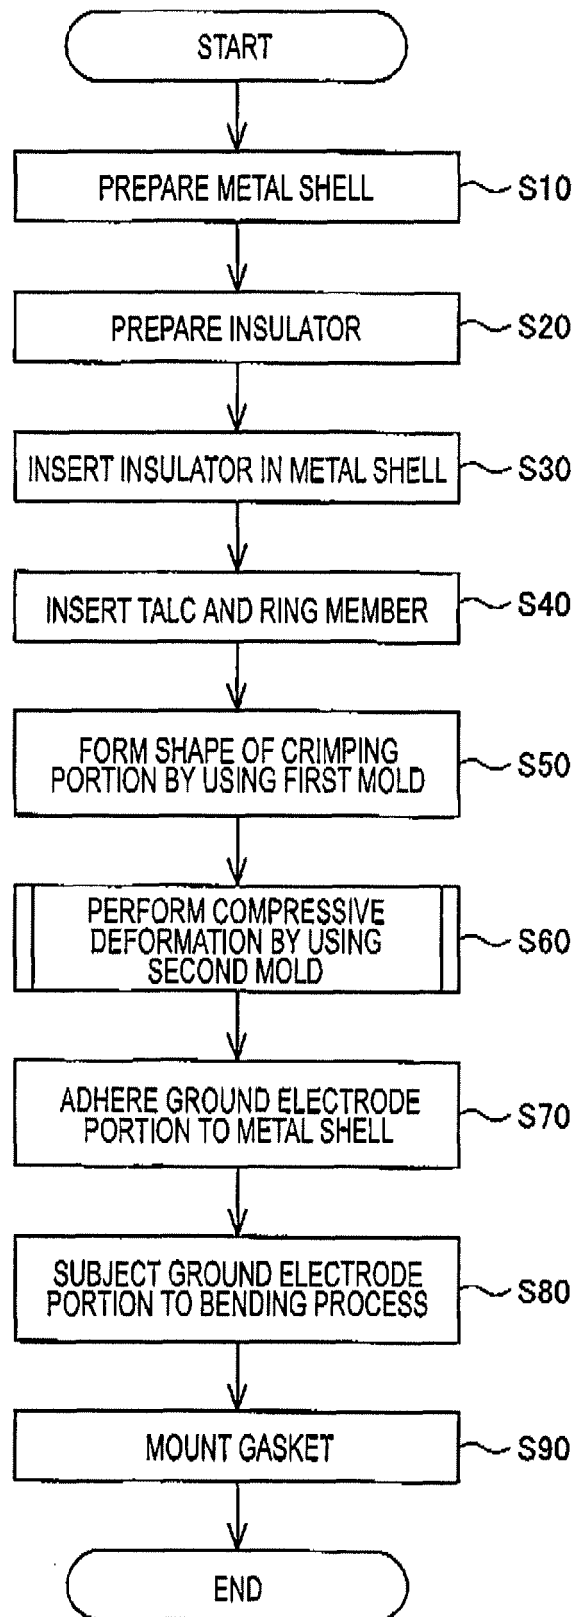 START
PREPARE METAL SHELL
S10
PREPARE INSULATOR
S20
INSERT INSULATOR IN METAL SHELL
S30
INSERT TALC AND RING MEMBER
S40
FORM SHAPE OF CRIMPING
PORTION BY USING FIRST MOLD
S50
PERFORM COMPRESSIVE
DEFORMATION BY USING
SECOND MOLD
S60
ADHERE GROUND ELECTRODE
PORTION TO METAL SHELL
S70
SUBJECT GROUND ELECTRODE
PORTION TO BENDING PROCESS
S80
MOUNT GASKET
S90
END